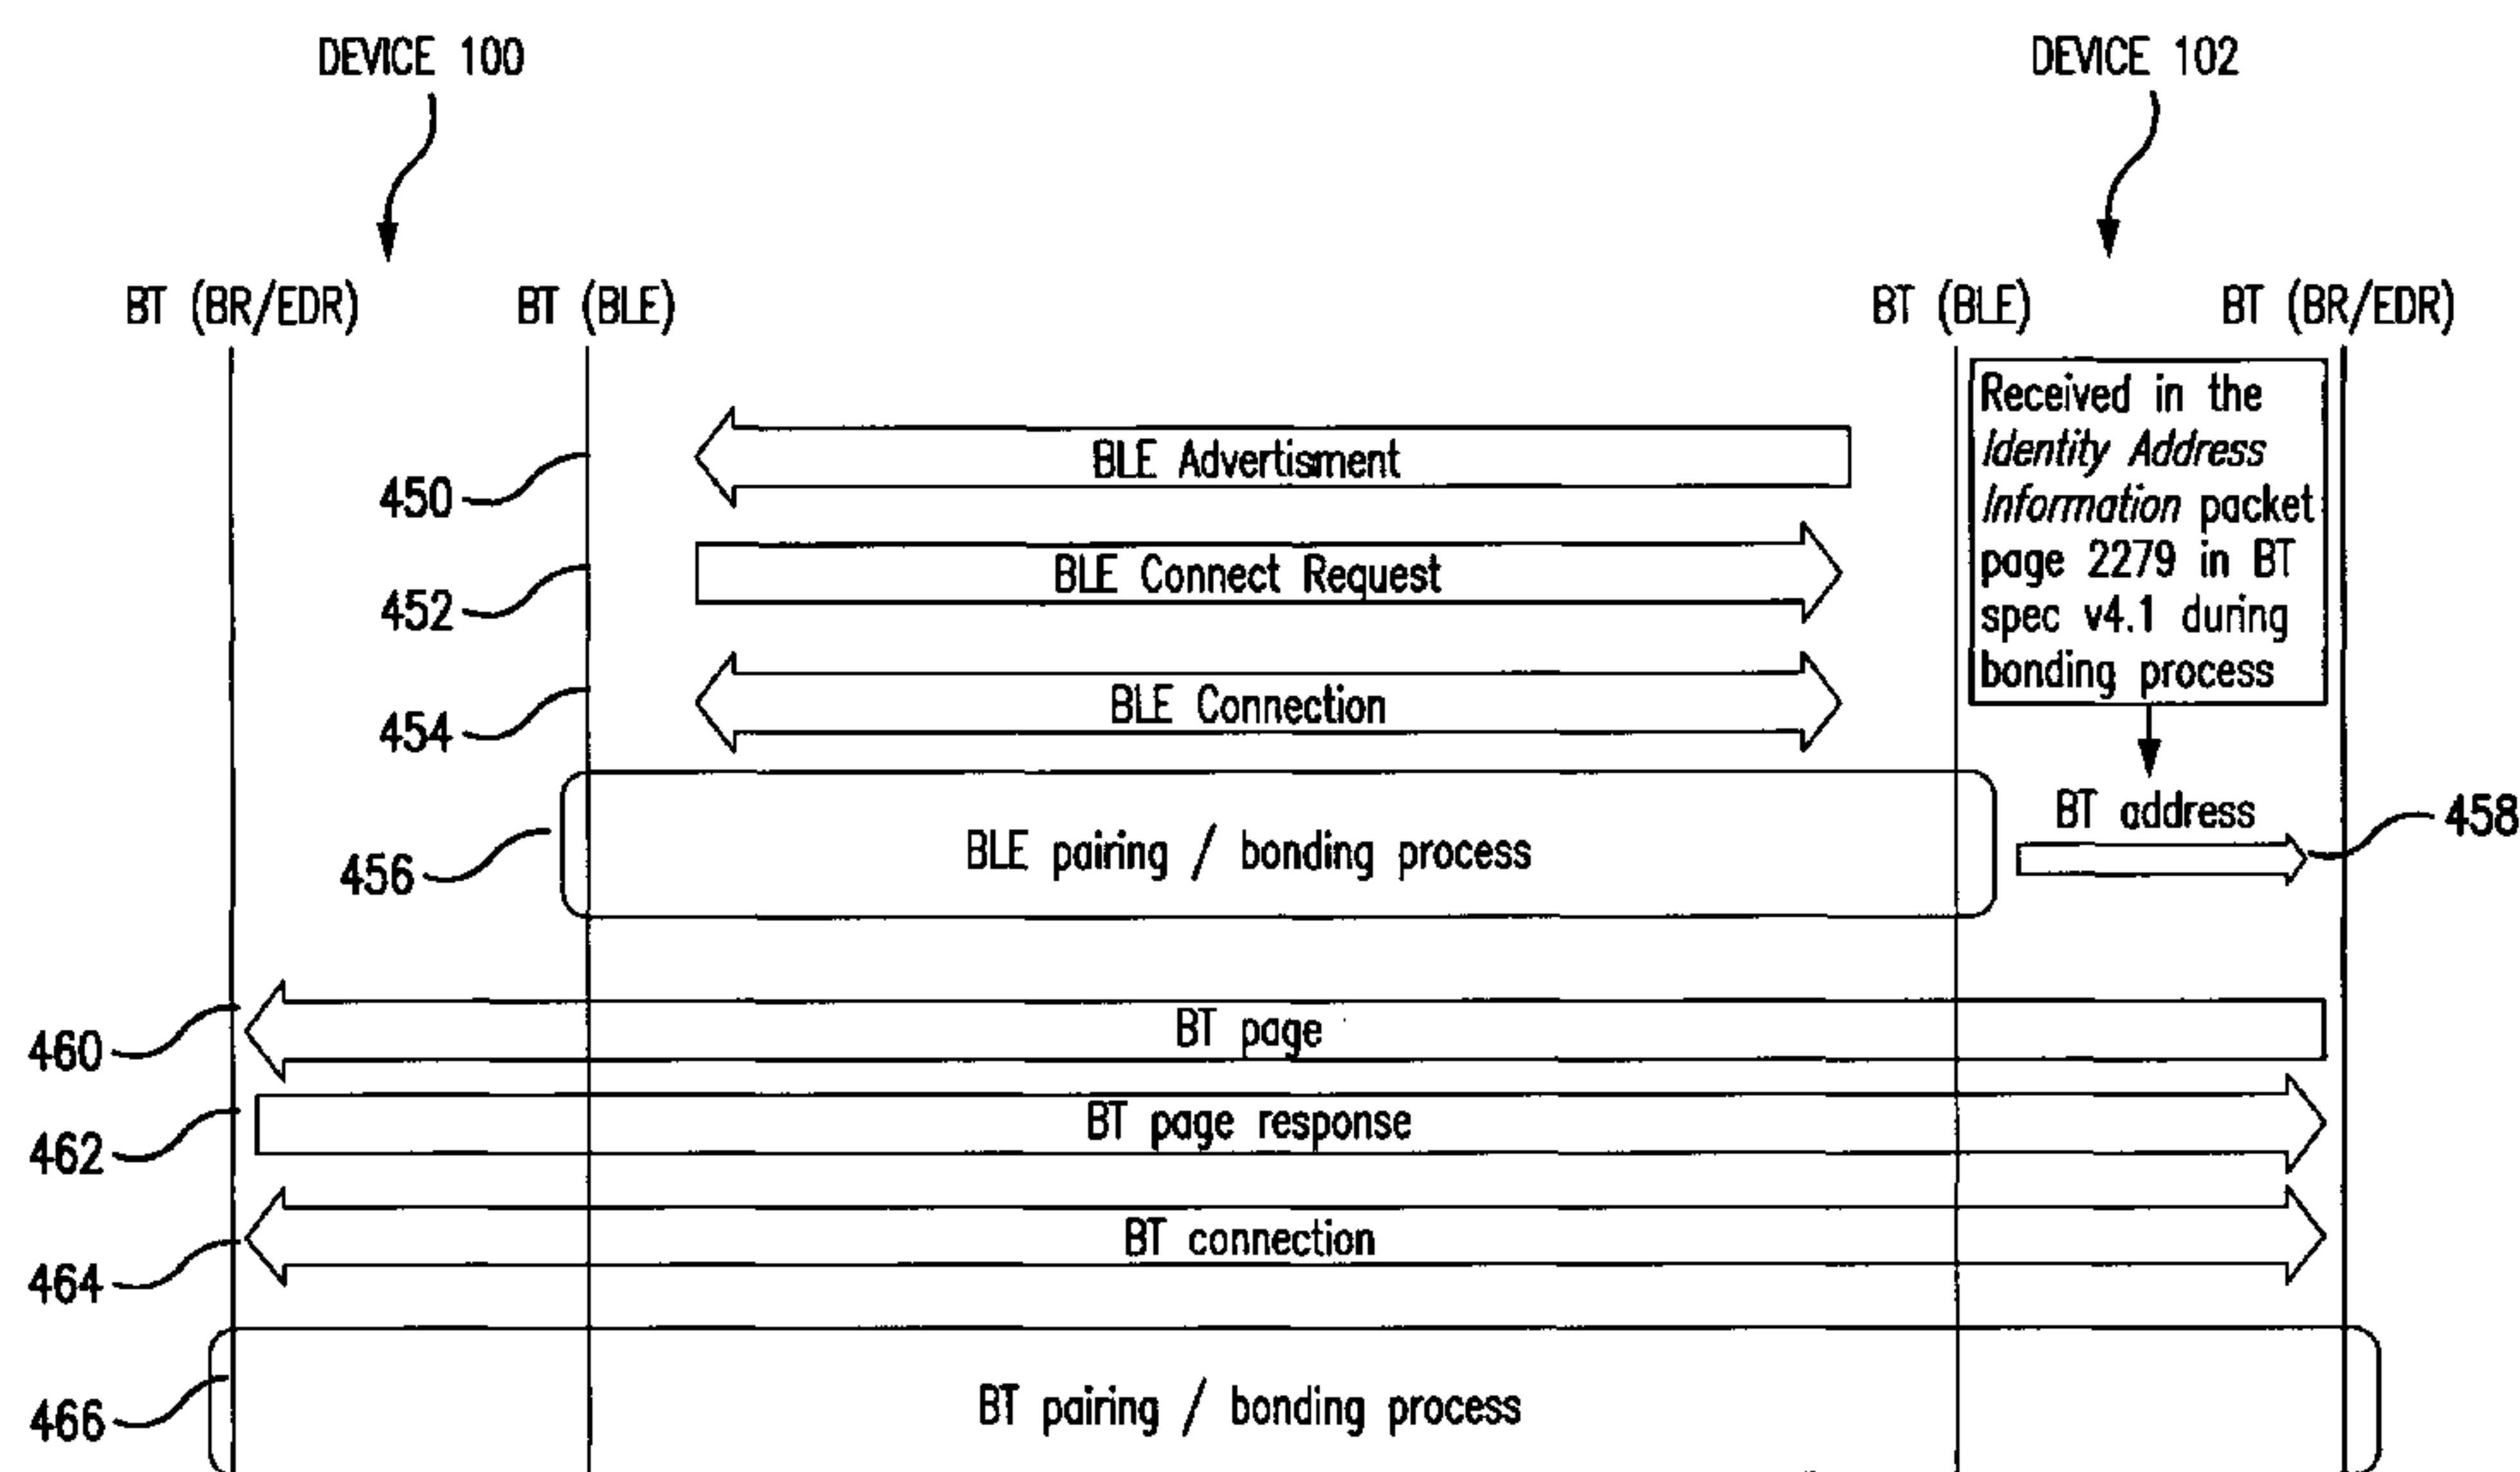 DEVICE 100
DEVICE 102
BT (BR/EDR)
BT (BLE)
BT (BLE)
BT (BR/EDR)
Received in the
Identity Address
Information packet
page 2279 in BT
spec v4.1 during
bonding process
BLE Advertisment
450
BLE Connect Request
452
BLE Connection
454
BT address
458
BLE pairing / bonding process
456
BT page
460
BT page response
462
BT connection
464
BT pairing / bonding process
466